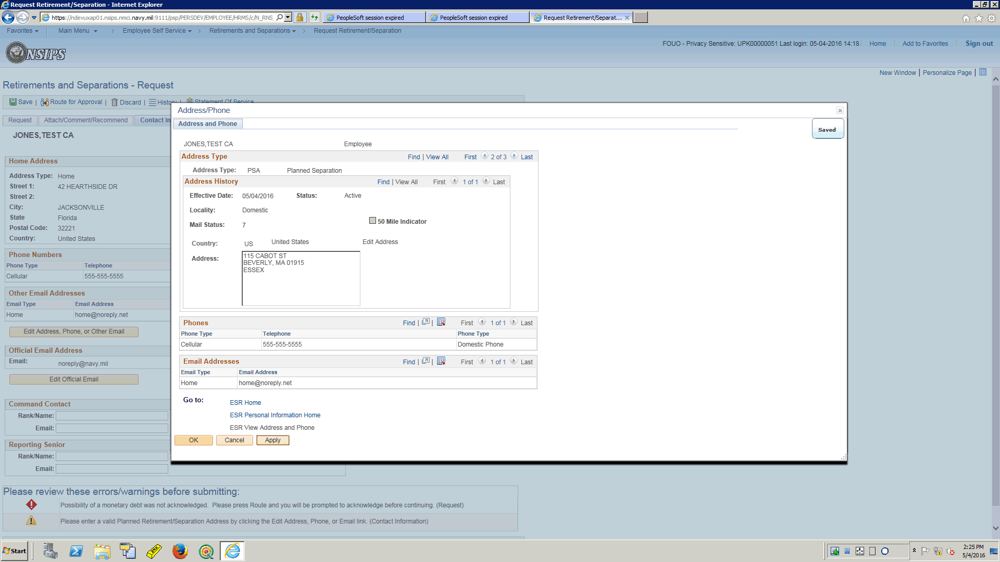 Request Retirement/Separation - Internet Explorer
https://ndevuxap01.nsips.nmci.navy.mil:9111/psp/PERSDEV/EMPLOYEE/HRMS/c/N_RNS_
PeopleSoft session expired
PeopleSoft session expired
Request Retirement/Separat...
Favorites
Main Menu
> Employee Self Service
> Retirements and Separations
> Request Retirement/Separation
NSIPS
FOUO - Privacy Sensitive: UPK00000051 Last login: 05-04-2016 14:18
Home
Add to Favorites
Sign out
New Window | Personalize Page |
Retirements and Separations - Request
Save | Route for Approval | Discard | History | Statement Of Service
Request
Attach/Comment/Recommend
Contact In
JONES,TEST CA
Home Address
Address Type: Home
Street 1: 42 HEARTHSIDE DR
Street 2:
City: JACKSONVILLE
State Florida
Postal Code: 32221
Country: United States
Phone Numbers
Phone Type Telephone
Cellular 555-555-5555
Other Email Addresses
Email Type Email Address
Home home@noreply.net
Edit Address, Phone, or Other Email
Official Email Address
Email: noreply@navy.mil
Edit Official Email
Command Contact
Rank/Name:
Email:
Reporting Senior
Rank/Name:
Email:
Address/Phone
Address and Phone
Saved
JONES,TEST CA Employee
Address Type Find | View All First 2 of 3 Last
Address Type: PSA Planned Separation
Address History Find | View All First 1 of 1 Last
Effective Date: 05/04/2016 Status: Active
Locality: Domestic
Mail Status: 7 50 Mile Indicator
Country: US United States Edit Address
Address: 115 CABOT ST
BEVERLY, MA 01915
ESSEX
Phones Find | | First 1 of 1 Last
Phone Type Telephone Phone Type
Cellular 555-555-5555 Domestic Phone
Email Addresses Find | | First 1 of 1 Last
Email Type Email Address
Home home@noreply.net
Go to: ESR Home
ESR Personal Information Home
ESR View Address and Phone
OK Cancel Apply
Please review these errors/warnings before submitting:
Possibility of a monetary debt was not acknowledged. Please press Route and you will be prompted to acknowledge before continuing. (Request)
Please enter a valid Planned Retirement/Separation Address by clicking the Edit Address, Phone, or Email link. (Contact Information)
Start
2:25 PM
5/4/2016